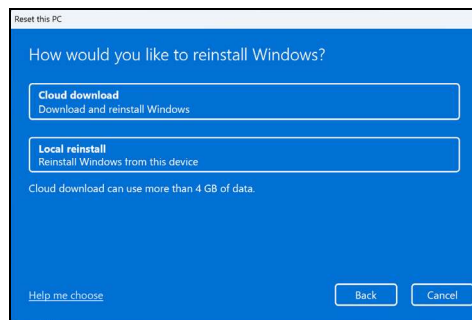 Reset this PC
How would you like to reinstall Windows?
Cloud download
Download and reinstall Windows
Local reinstall
Reinstall Windows from this device
Cloud download can use more than 4 GB of data.
Help me choose
Back
Cancel